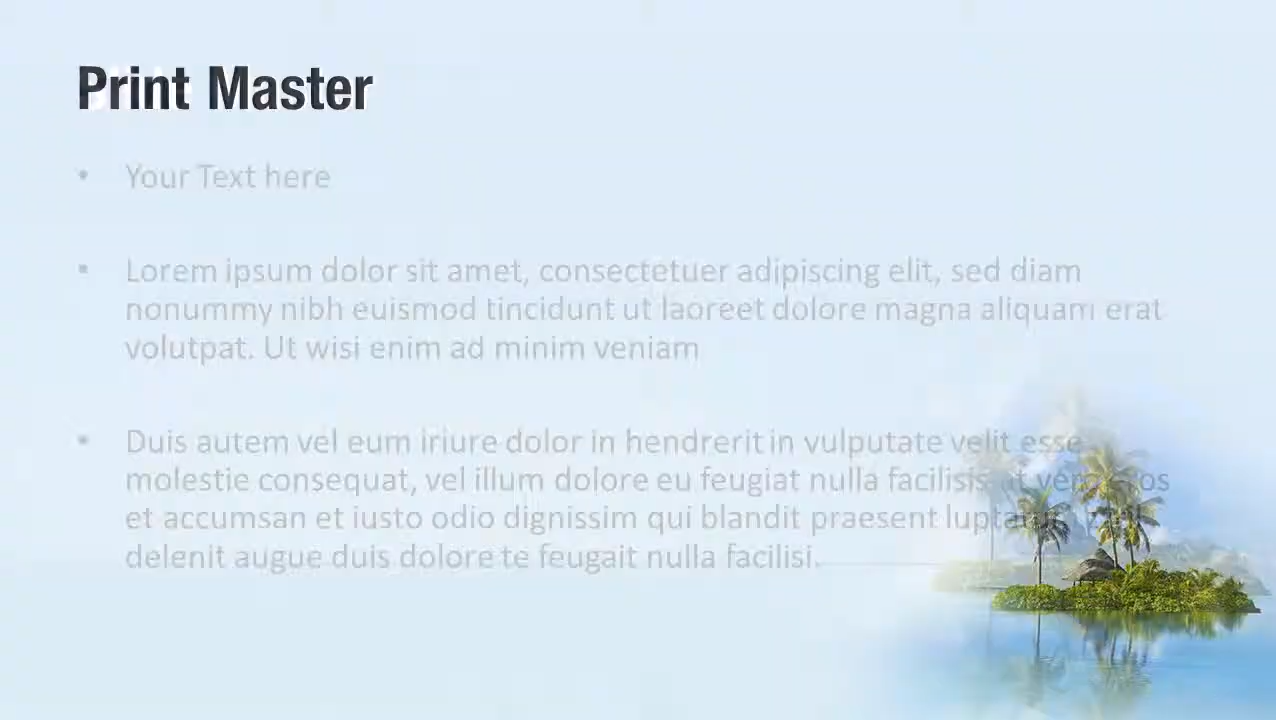 Print Master
• Your Text here
• Lorem ipsum dolor sit amet, consectetuer adipiscing elit, sed diam
nonummy nibh euismod tincidunt ut laoreet dolore magna aliquam erat
volutpat. Ut wisi enim ad minim veniam
• Duis autem vel eum iriure dolor in hendrerit in vulputate velit esse
molestie consequat, vel illum dolore eu feugiat nulla facilisis at
et accumsan et iusto odio dignissim qui blandit praesent luptatum
delenit augue duis dolore te feugait nulla facilisi.